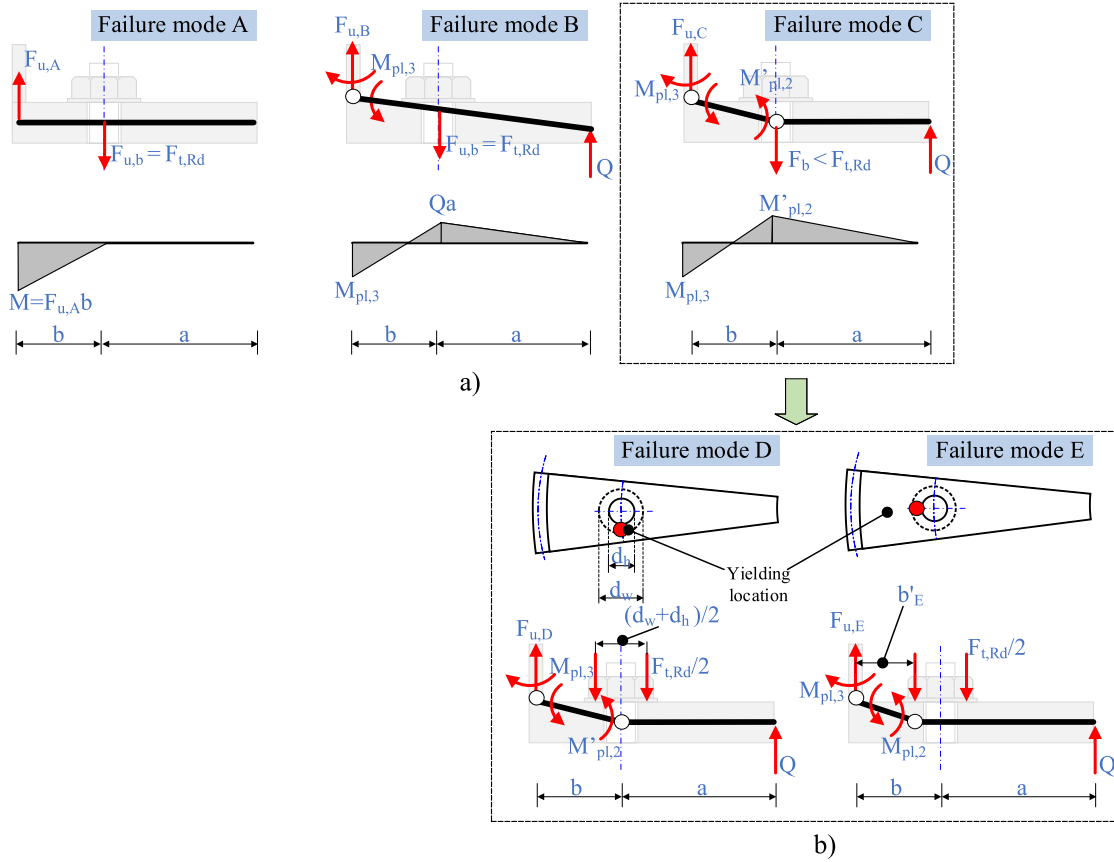 Failure mode A
F_u,A
F_u,b = F_t,Rd
M=F_u,A b
b
a
Failure mode B
F_u,B
M_pl,3
F_u,b = F_t,Rd
Q
Qa
M_pl,3
b
a
Failure mode C
F_u,C
M'_pl,2
M_pl,3
F_b < F_t,Rd
Q
M'_pl,2
M_pl,3
b
a
a)
Failure mode D
d_h
d_w
(d_w+d_h)/2
F_u,D
M_pl,3
F_t,Rd/2
M'_pl,2
Q
b
a
Yielding
location
Failure mode E
b'_E
F_u,E
F_t,Rd/2
M_pl,3
M_pl,2
Q
b
a
b)